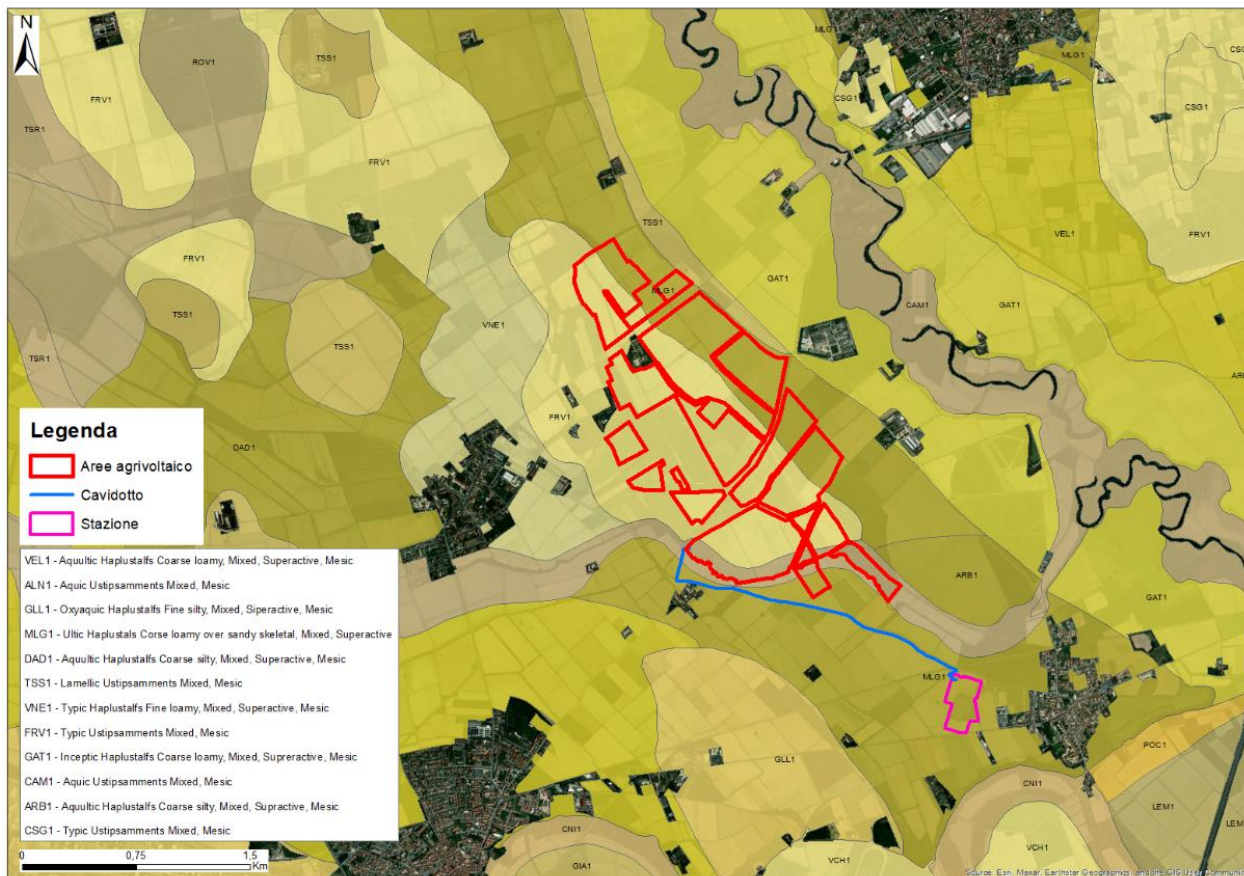 N
MLG1
MLG1
CSG1
TSS1
ROV1
FRV1
CSG1
CSG1
TSR1
FRV1
TSS1
VEL1
FRV1
GAT1
MLG1
CAM1
GAT1
FRV1
TSS1
VNE1
TSS1
TSR1
FRV1
DAD1
Legenda
Aree agrivoltaico
Cavidotto
Stazione
VEL1 - Aquultic Haplustalfs Coarse loamy, Mixed, Superactive, Mesic
ALN1 - Aquic Ustipsamments Mixed, Mesic
GLL1 - Oxyaquic Haplustalfs Fine silty, Mixed, Siperactive, Mesic
MLG1 - Ultic Haplustals Corse loamy over sandy skeletal, Mixed, Superactive
DAD1 - Aquultic Haplustalfs Coarse silty, Mixed, Superactive, Mesic
TSS1 - Lamellic Ustipsamments Mixed, Mesic
VNE1 - Typic Haplustalfs Fine loamy, Mixed, Superactive, Mesic
FRV1 - Typic Ustipsamments Mixed, Mesic
GAT1 - Inceptic Haplustalfs Coarse loamy, Mixed, Supreractive, Mesic
CAM1 - Aquic Ustipsamments Mixed, Mesic
ARB1 - Aquultic Haplustalfs Coarse silty, Mixed, Supractive, Mesic
CSG1 - Typic Ustipsamments Mixed, Mesic
ARB1
GAT1
MLG1
POC1
GLL1
CNI1
LEM1
LEM1
CNI1
VCH1
VCH1
GIA1
0 0,75 1,5
Km
Source: Esri, Maxar, Earthstar Geographics, and the GIS User Communit